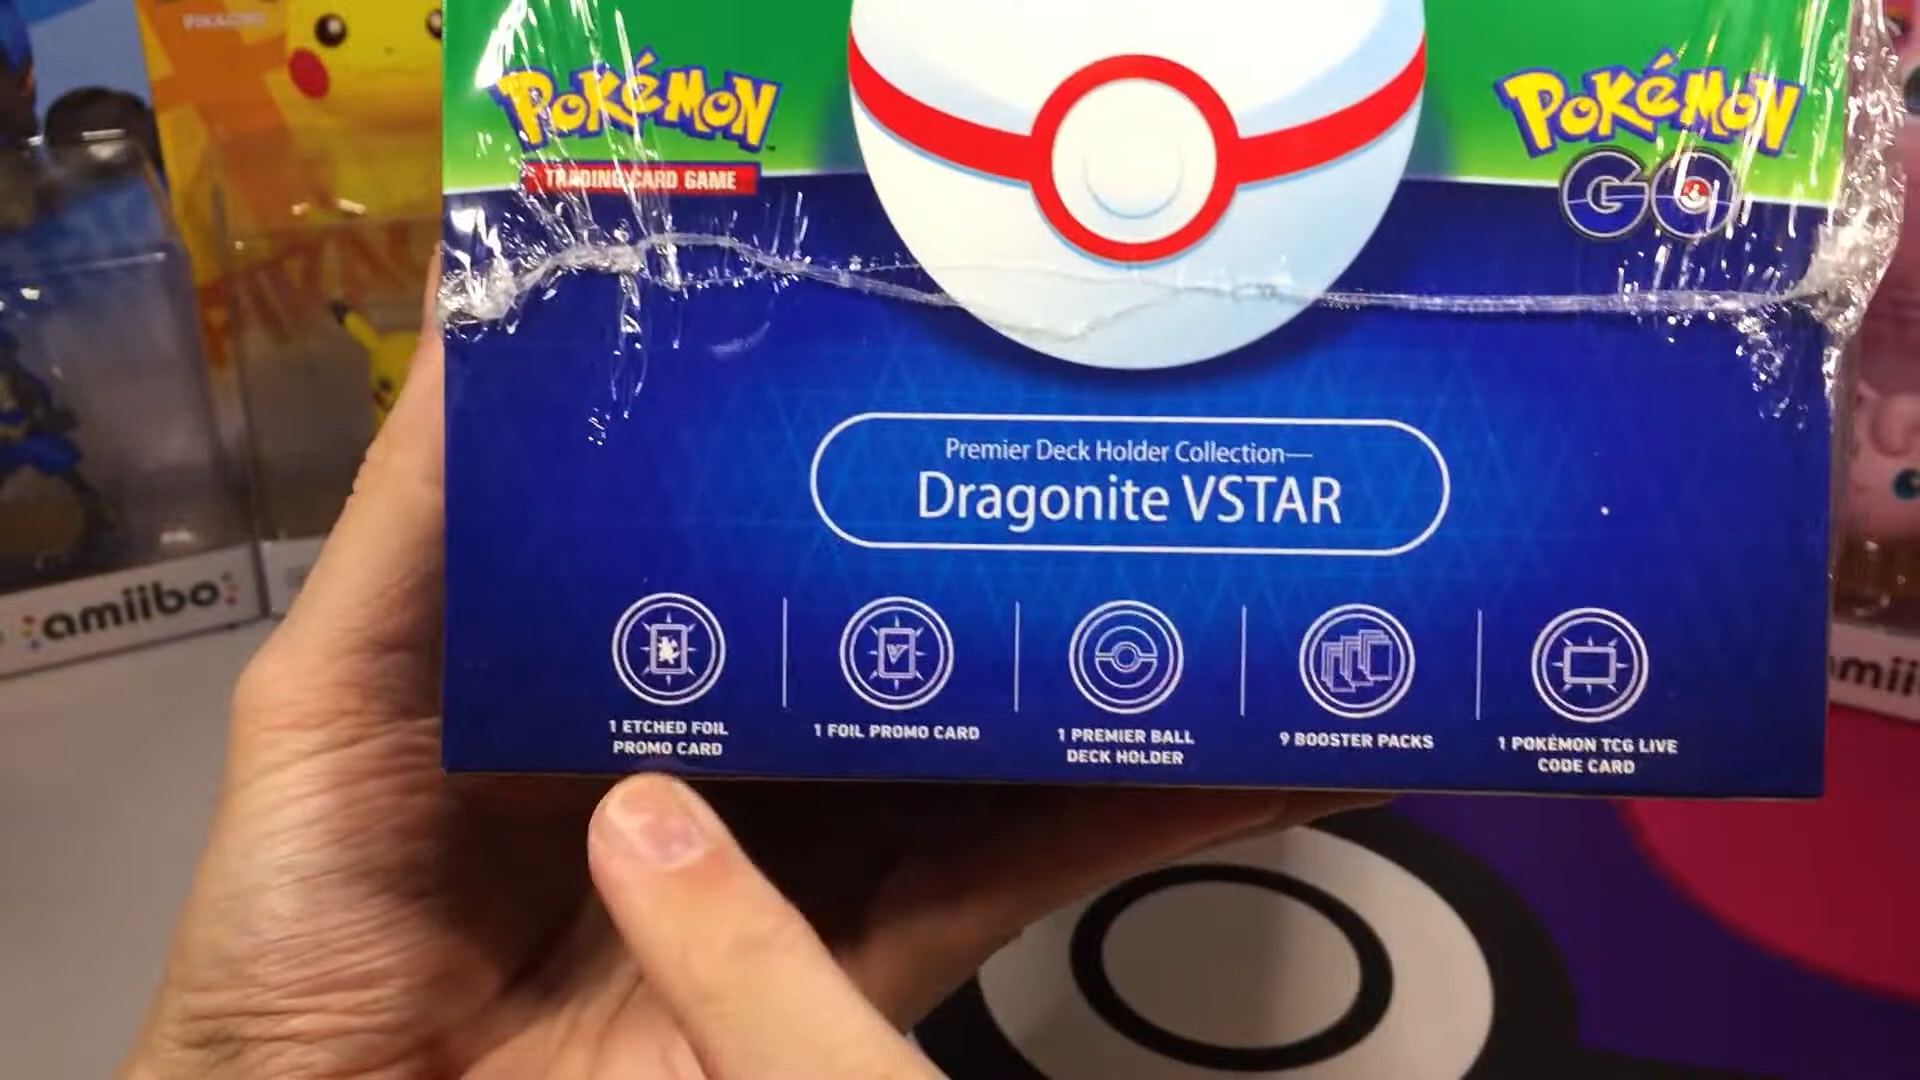 PIKACHU
POKéMON
TRADING CARD GAME
POKéMON
GO
Premier Deck Holder Collection—
Dragonite VSTAR
1 ETCHED FOIL
PROMO CARD
1 FOIL PROMO CARD
1 PREMIER BALL
DECK HOLDER
9 BOOSTER PACKS
1 POKÉMON TCG LIVE
CODE CARD
amiibo